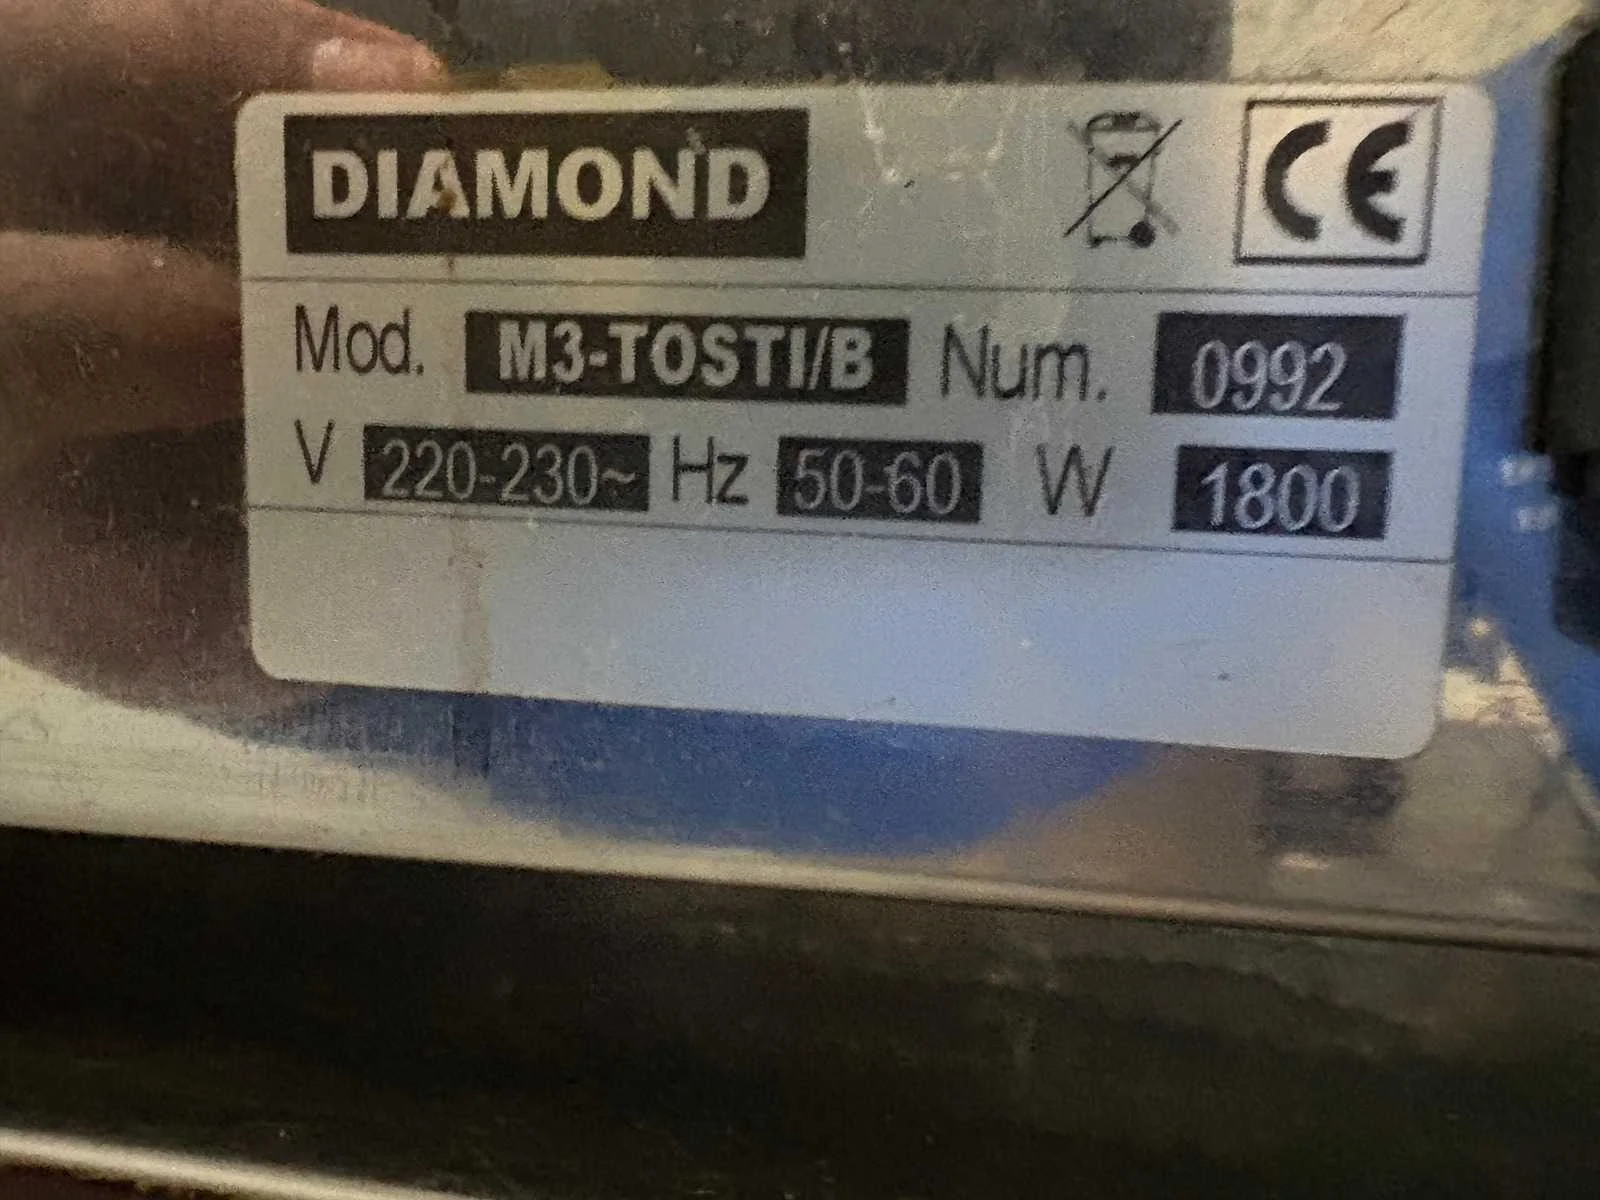 DIAMOND CE
Mod. M3-TOSTI/B Num. 0992
V 220-230~ Hz 50-60 W 1800